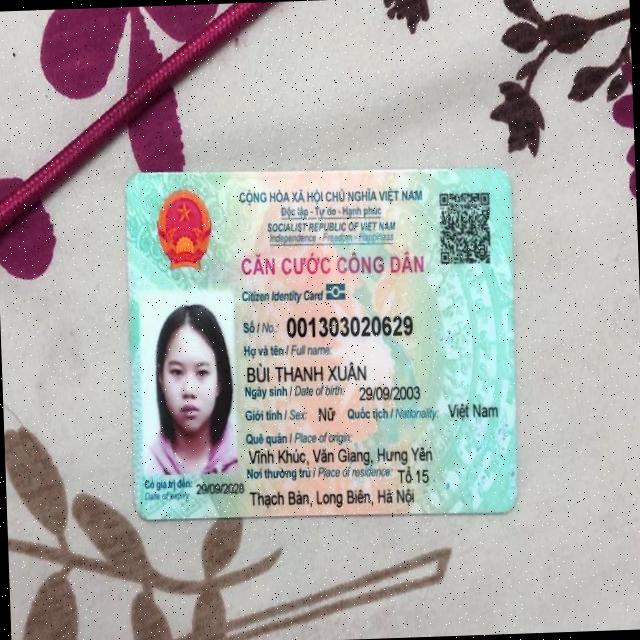 CỘNG HÒA XÃ HỘI CHỦ NGHĨA VIỆT NAM
Độc lập - Tự do - Hạnh phúc
SOCIALIST REPUBLIC OF VIET NAM
Independence - Freedom - Happiness
CĂN CƯỚC CÔNG DÂN
Citizen Identity Card
Số / No.: 001303020629
Họ và tên / Full name:
BÙI THANH XUÂN
Ngày sinh / Date of birth: 29/09/2003
Giới tính / Sex: Nữ Quốc tịch / Nationality: Việt Nam
Quê quán / Place of origin:
Vĩnh Khúc, Văn Giang, Hưng Yên
Nơi thường trú / Place of residence: Tổ 15
Thạch Bàn, Long Biên, Hà Nội
Có giá trị đến: 29/09/2028
Date of expiry